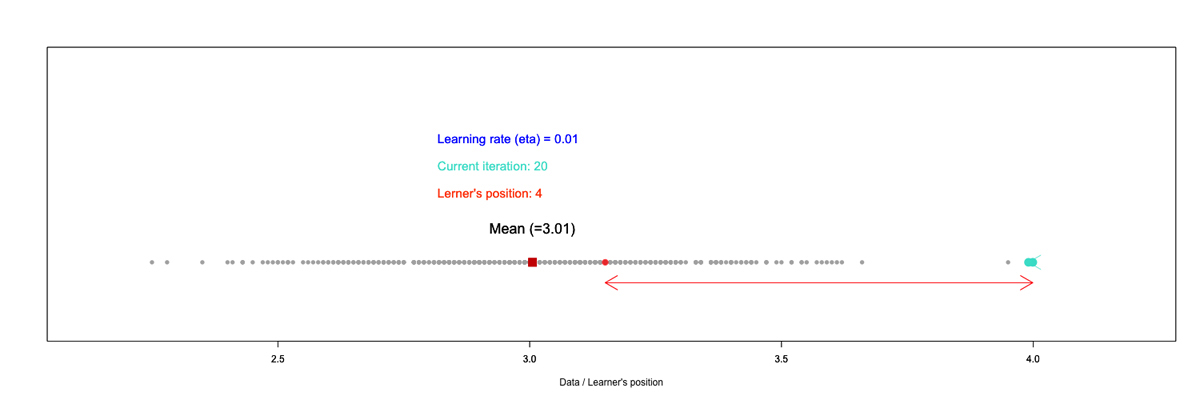 Learning rate (eta) = 0.01
Current iteration: 20
Lerner's position: 4
Mean (=3.01)
2.5 3.0 3.5 4.0
Data / Learner's position